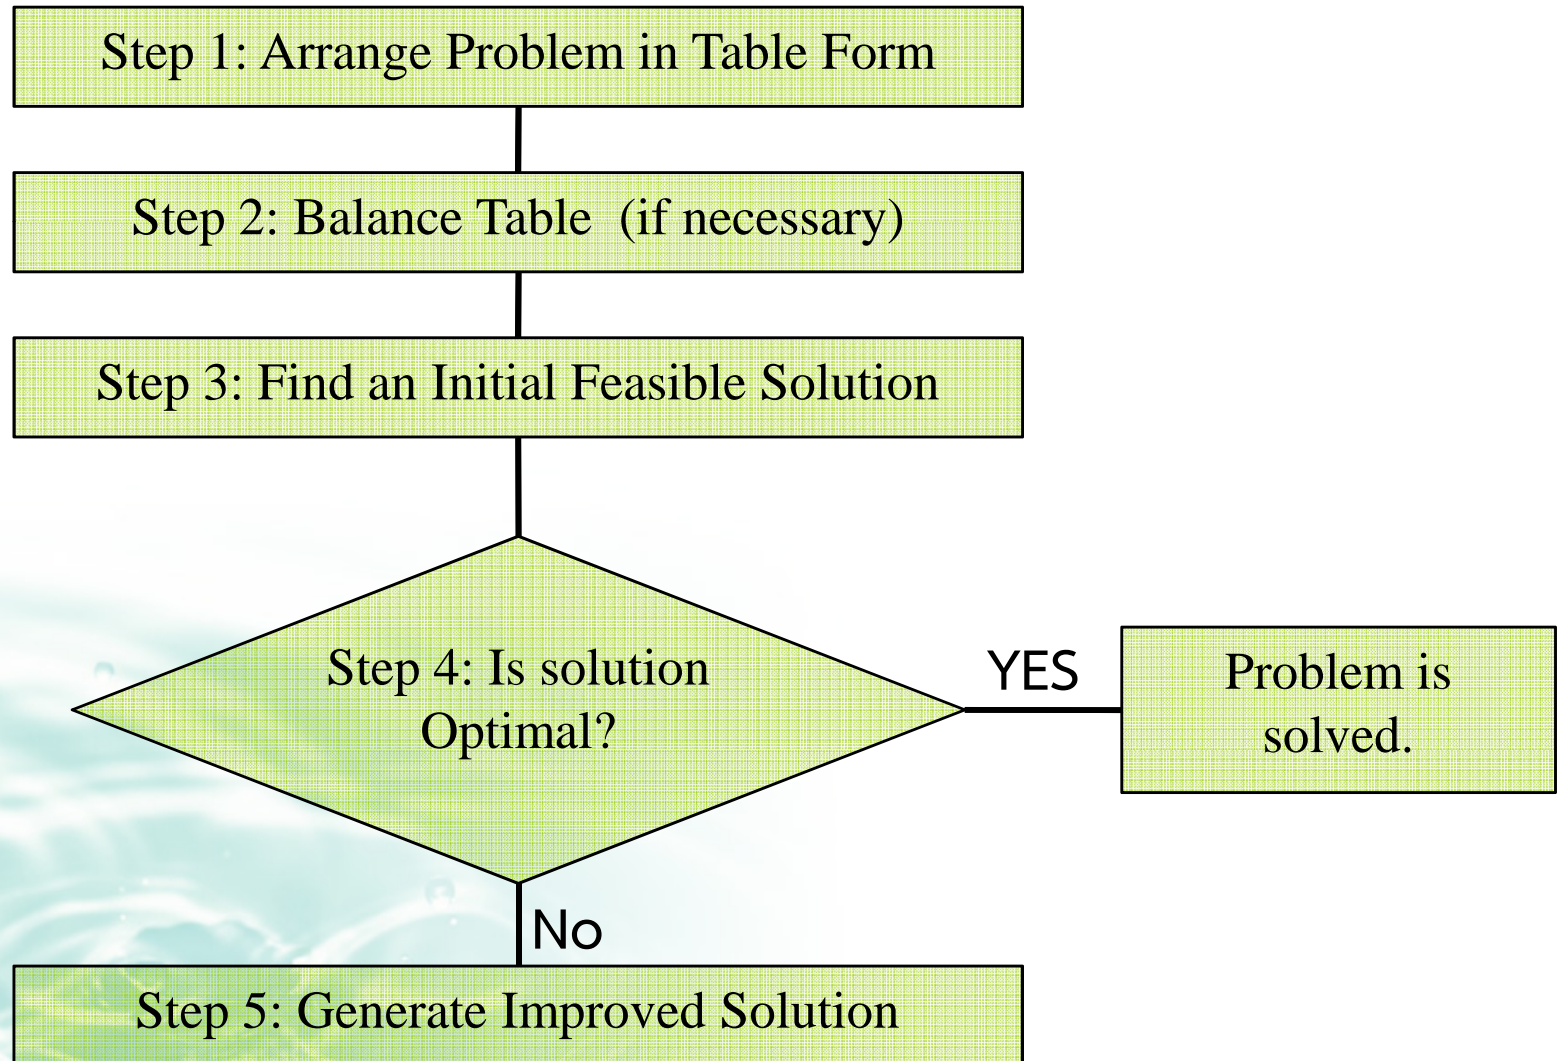 Step 1: Arrange Problem in Table Form
Step 2: Balance Table (if necessary)
Step 3: Find an Initial Feasible Solution
Step 4: Is solution
Optimal?
YES
Problem is
solved.
No
Step 5: Generate Improved Solution